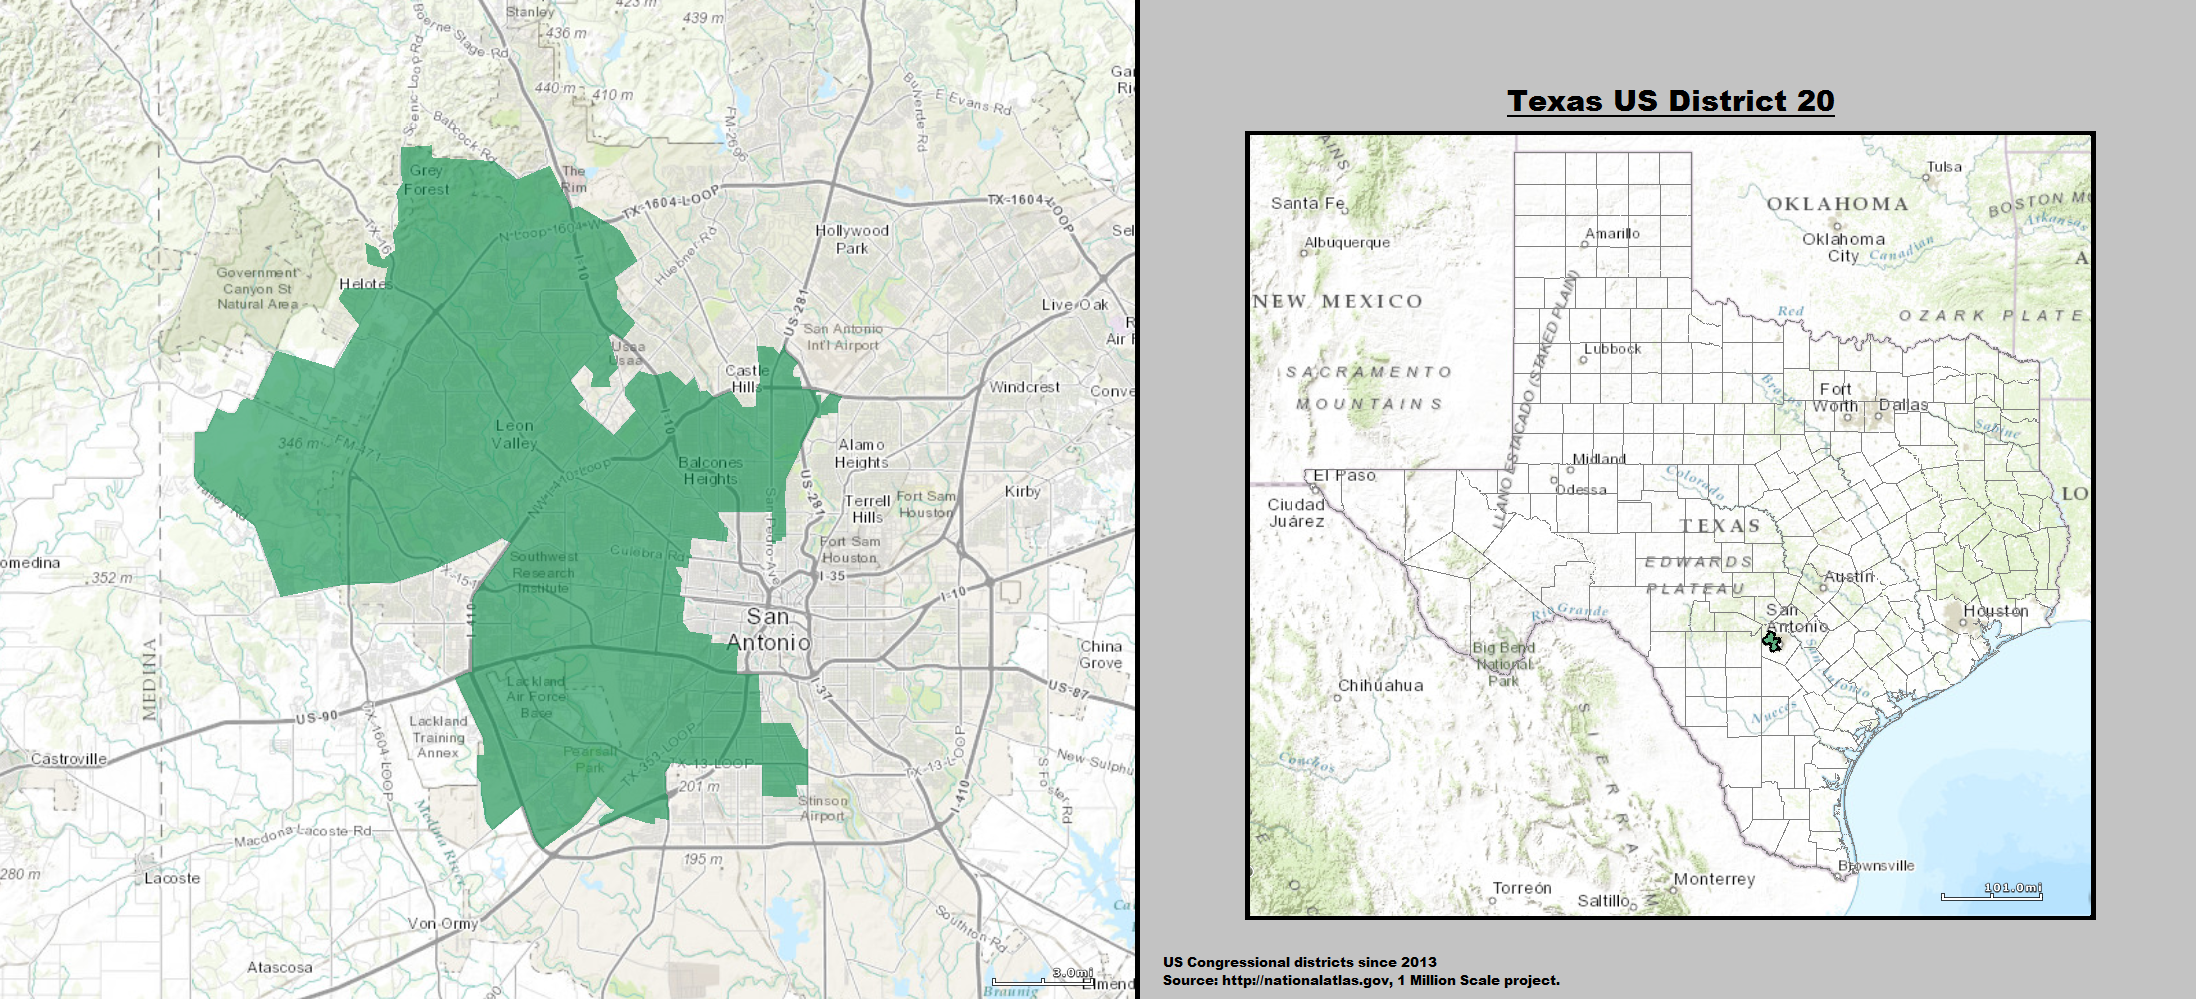 Stanley
423 m
439 m
436 m
Boerne Stage-Rd
Scenic-Loop-Rd
440 m
410 m
Babcock-Rd
FM-2696
Bulverde Rd
E Evans Rd
Grey
Forest
The
Rim
TX-1604-LOOP
TX-1604-LOOP
TX-16
N-Loop-1604-W
I-10
Huebner-Rd
Hollywood
Park
Government
Canyon St
Natural Area
Helotes
US-281
Live Oak
San Antonio
Int'l Airport
Usaa
Usaa
Castle
Hills
Windcrest
Conve
346 m
FM-471
Leon
Valley
I-10
NW-I-410-Loop
Balcones
Heights
Alamo
Heights
Talley-Rd
San-Pedro-Ave
US-281
Terrell
Hills
Fort Sam
Houston
Kirby
Fort Sam
Houston
omedina
352 m
Southwest
Research
Institute
Culebra Rd
I-35
I-10
I-410
San
Antonio
China
Grove
MEDINA
US-90
Lackland
Air Force
Base
I-37
US-87
TX-1604-LOOP
Lackland
Training
Annex
Pearsall
Park
TX-353-LOOP
TX-13-LOOP
TX-13-LOOP
New-Sulphu
Castroville
201 m
Stinson
Airport
I-410
Macdona Lacoste-Rd
Medina River
195 m
280 m
Lacoste
Von-Ormy
Southton-Rd
Atascosa
3.0mi
Braunig
Elmend
Texas US District 20
Tulsa
Santa Fe
OKLAHOMA
BOSTON M
Arkansas
Albuquerque
Amarillo
Oklahoma
City
Canadian
NEW MEXICO
Red
OZARK PLATE
LLANO ESTACADO (STAKED PLAIN)
Lubbock
SACRAMENTO
MOUNTAINS
Brazos
Fort
Worth
Dallas
Sabine
El Paso
Midland
Odessa
Colorado
Ciudad
Juárez
LO
TEXAS
EDWARDS
PLATEAU
Austin
Rio Grande
San
Antonio
Houston
Big Bend
National
Park
San Antonio
Chihuahua
Nueces
SIERRA
M
Conchos
Brownsville
Monterrey
Torreón
Saltillo
101.0mi
US Congressional districts since 2013
Source: http://nationalatlas.gov, 1 Million Scale project.